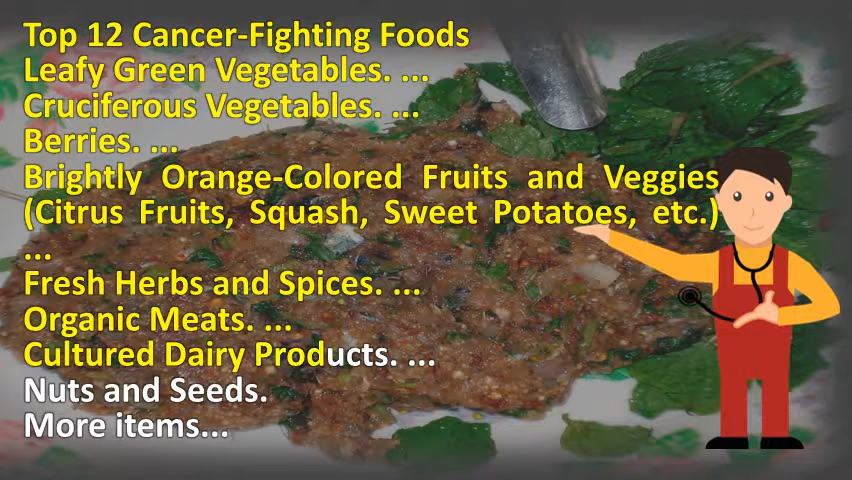 Top 12 Cancer-Fighting Foods
Leafy Green Vegetables. ...
Cruciferous Vegetables. ...
Berries. ...
Brightly Orange-Colored Fruits and Veggies
(Citrus Fruits, Squash, Sweet Potatoes, etc.)
...
Fresh Herbs and Spices. ...
Organic Meats. ...
Cultured Dairy Products. ...
Nuts and Seeds.
More items...